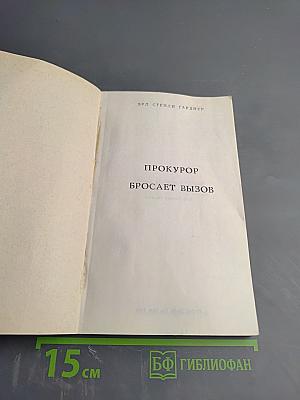 ЭРЛ СТЕНЛИ ГАРДНЕР
ПРОКУРОР
БРОСАЕТ ВЫЗОВ
15 см
БФ БИБЛИОФАН